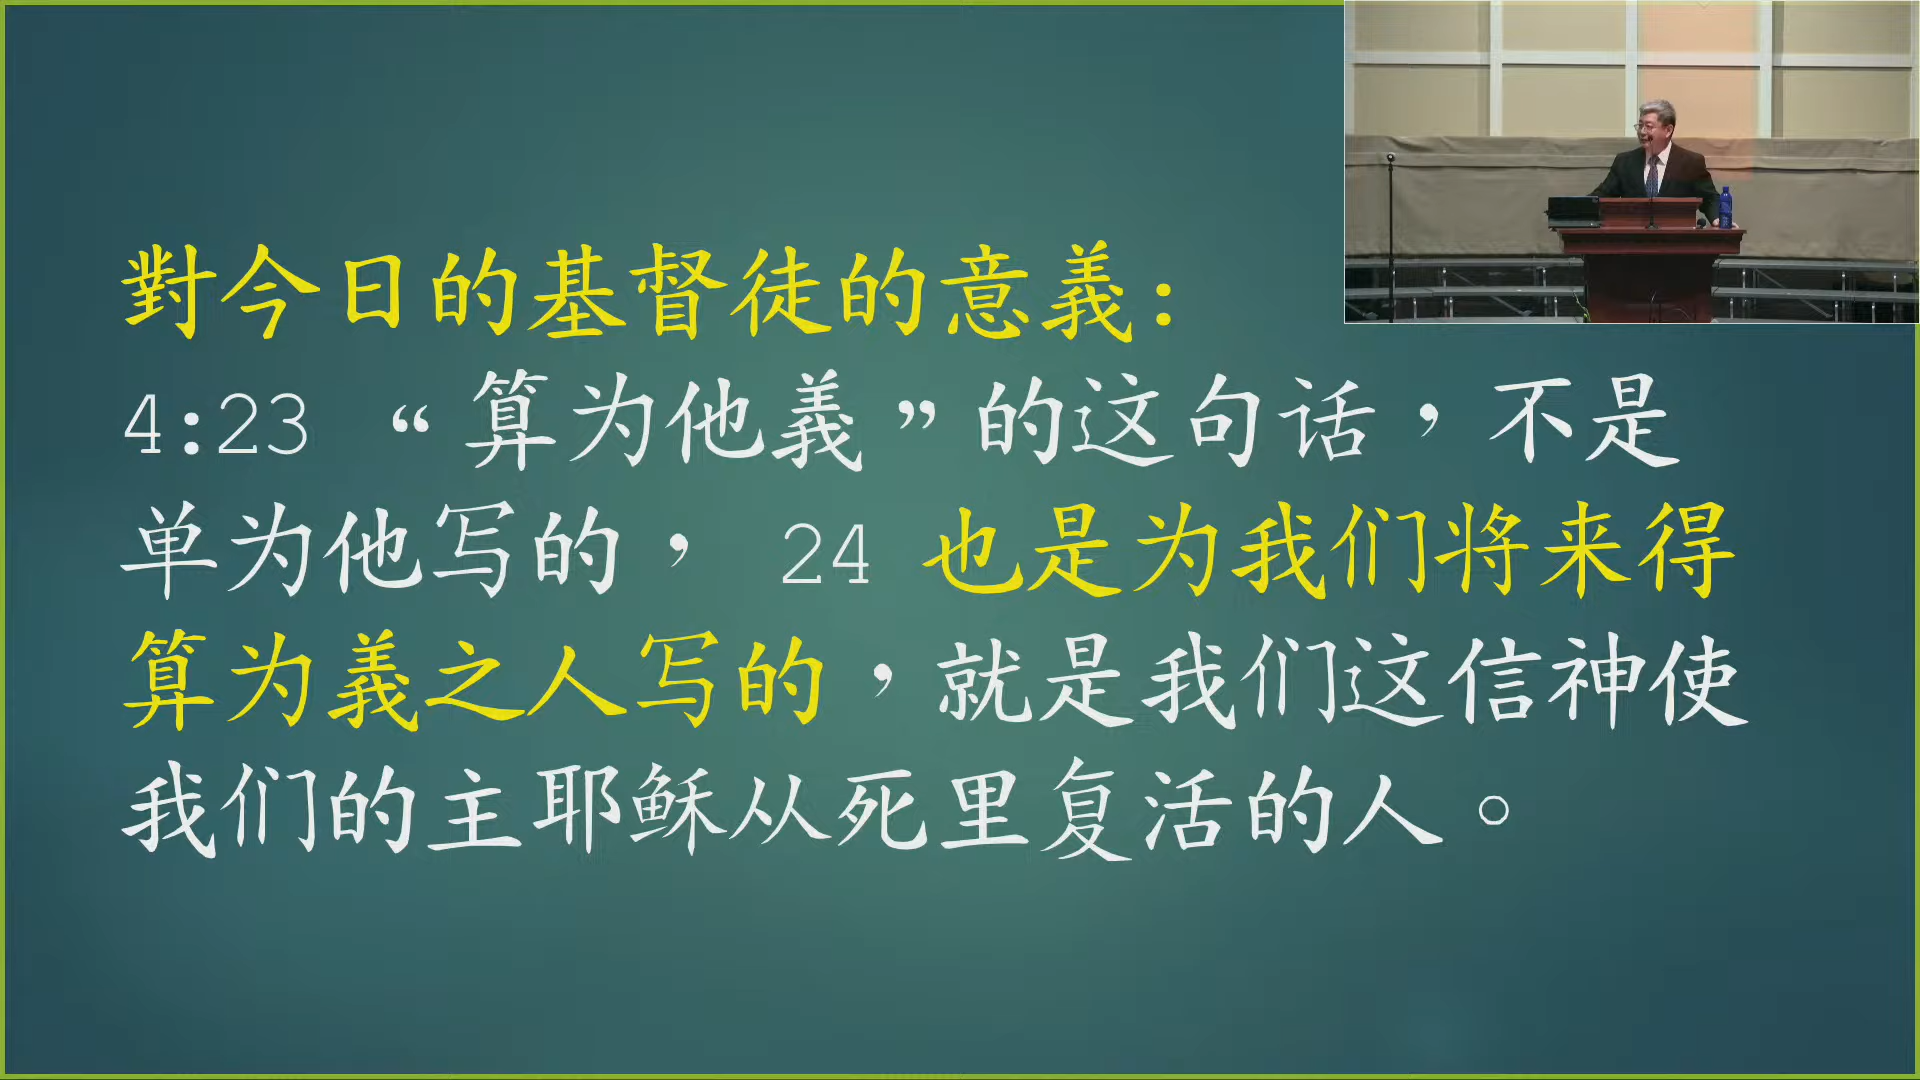 對今日的基督徒的意義：
4:23 “算为他義”的这句话，不是
单为他写的， 24 也是为我们将来得
算为義之人写的，就是我们这信神使
我们的主耶稣从死里复活的人。